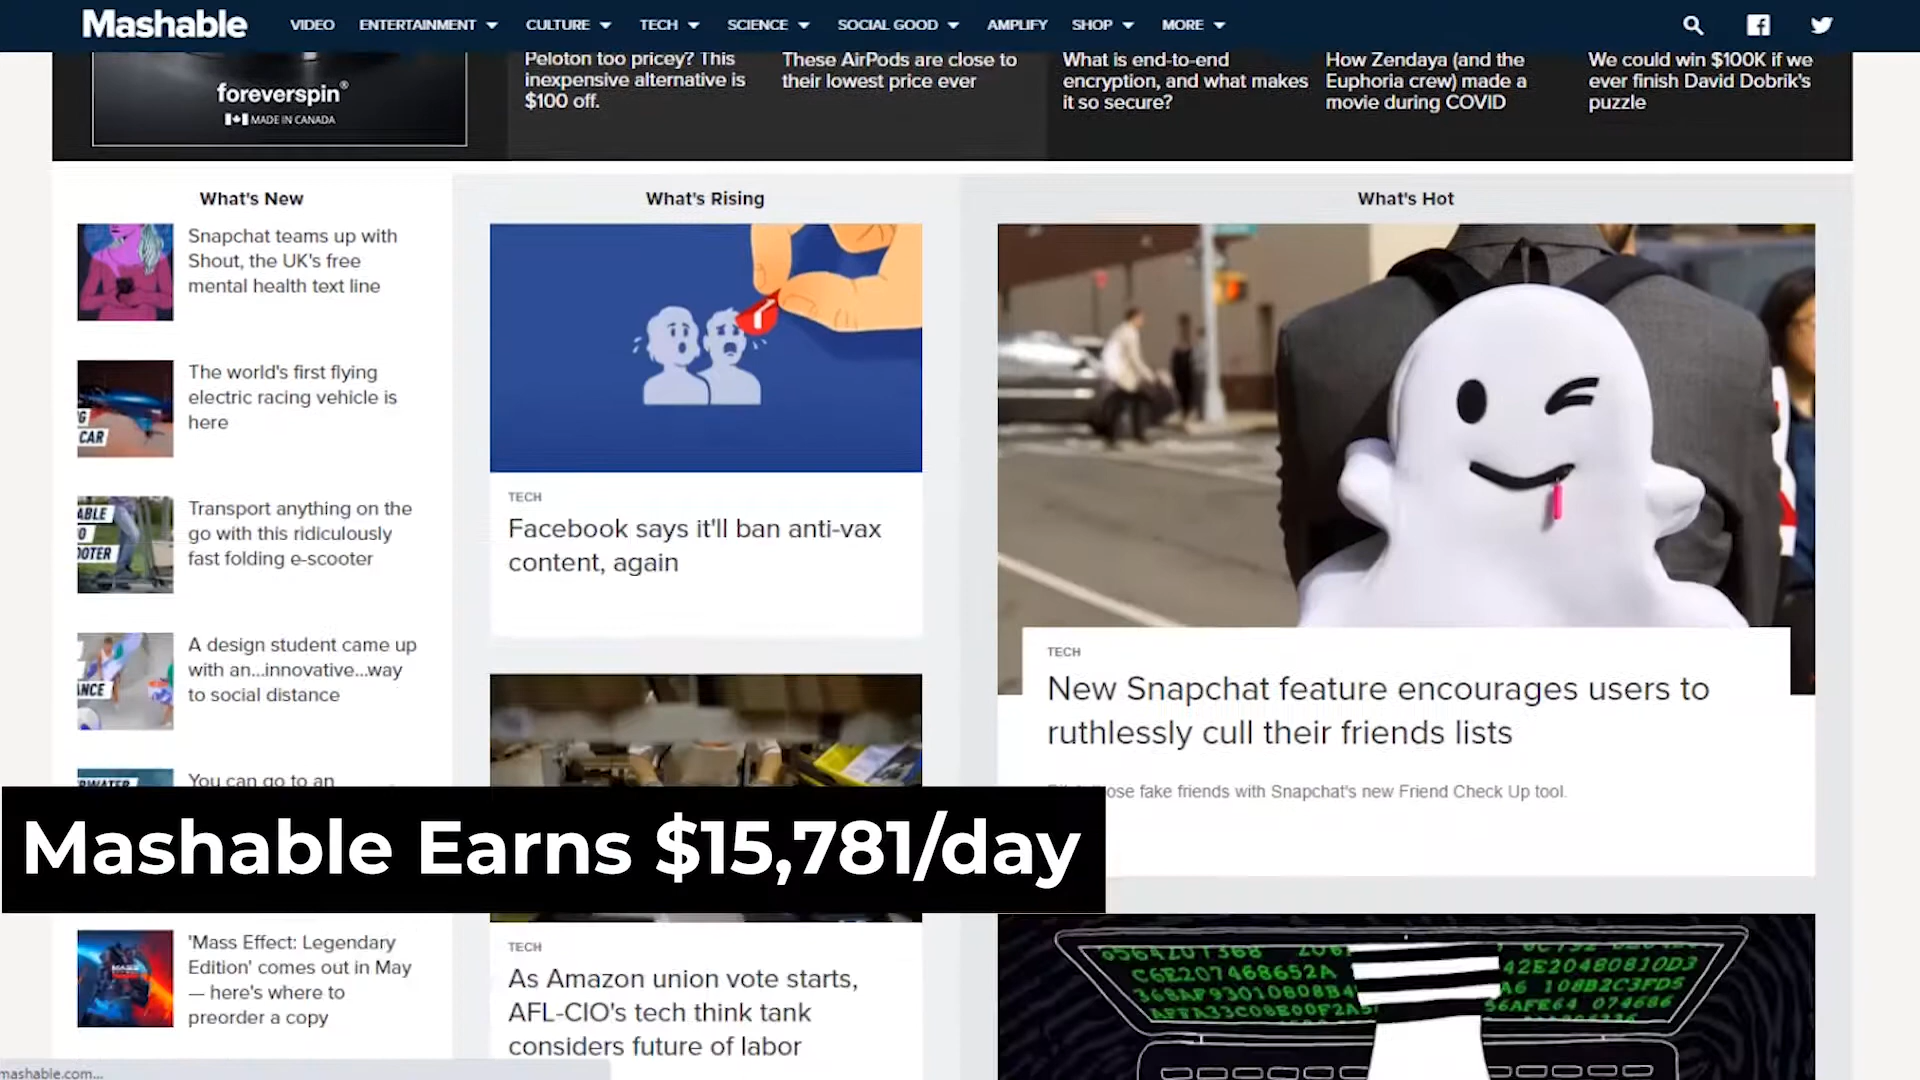 Mashable
VIDEO
ENTERTAINMENT
CULTURE
TECH
SCIENCE
SOCIAL GOOD
AMPLIFY
SHOP
MORE
foreverspin®
MADE IN CANADA
Peloton too pricey? This
inexpensive alternative is
$100 off.
These AirPods are close to
their lowest price ever
What is end-to-end
encryption, and what makes
it so secure?
How Zendaya (and the
Euphoria crew) made a
movie during COVID
We could win $100K if we
ever finish David Dobrik's
puzzle
What's New
Snapchat teams up with
Shout, the UK's free
mental health text line
CAR
The world's first flying
electric racing vehicle is
here
Transport anything on the
go with this ridiculously
fast folding e-scooter
A design student came up
with an...innovative...way
to social distance
You can go to an
'Mass Effect: Legendary
Edition' comes out in May
— here's where to
preorder a copy
What's Rising
TECH
Facebook says it'll ban anti-vax
content, again
TECH
As Amazon union vote starts,
AFL-CIO's tech think tank
considers future of labor
What's Hot
TECH
New Snapchat feature encourages users to
ruthlessly cull their friends lists
fake friends with Snapchat's new Friend Check Up tool.
C6E207468652A
42E20480810D3
Mashable Earns $15,781/day
mashable.com...